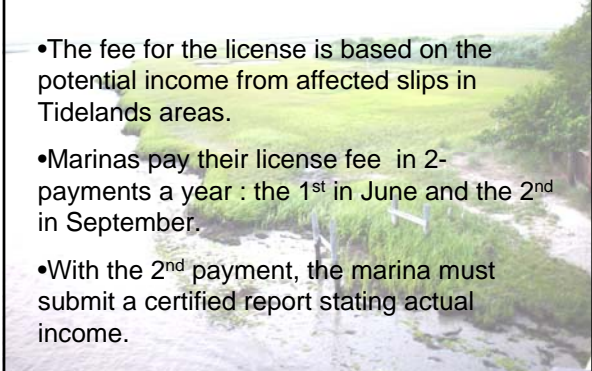 •The fee for the license is based on the
potential income from affected slips in
Tidelands areas.
•Marinas pay their license fee  in 2-
payments a year : the 1st in June and the 2nd
in September.
•With the 2nd payment, the marina must
submit a certified report stating actual
income.